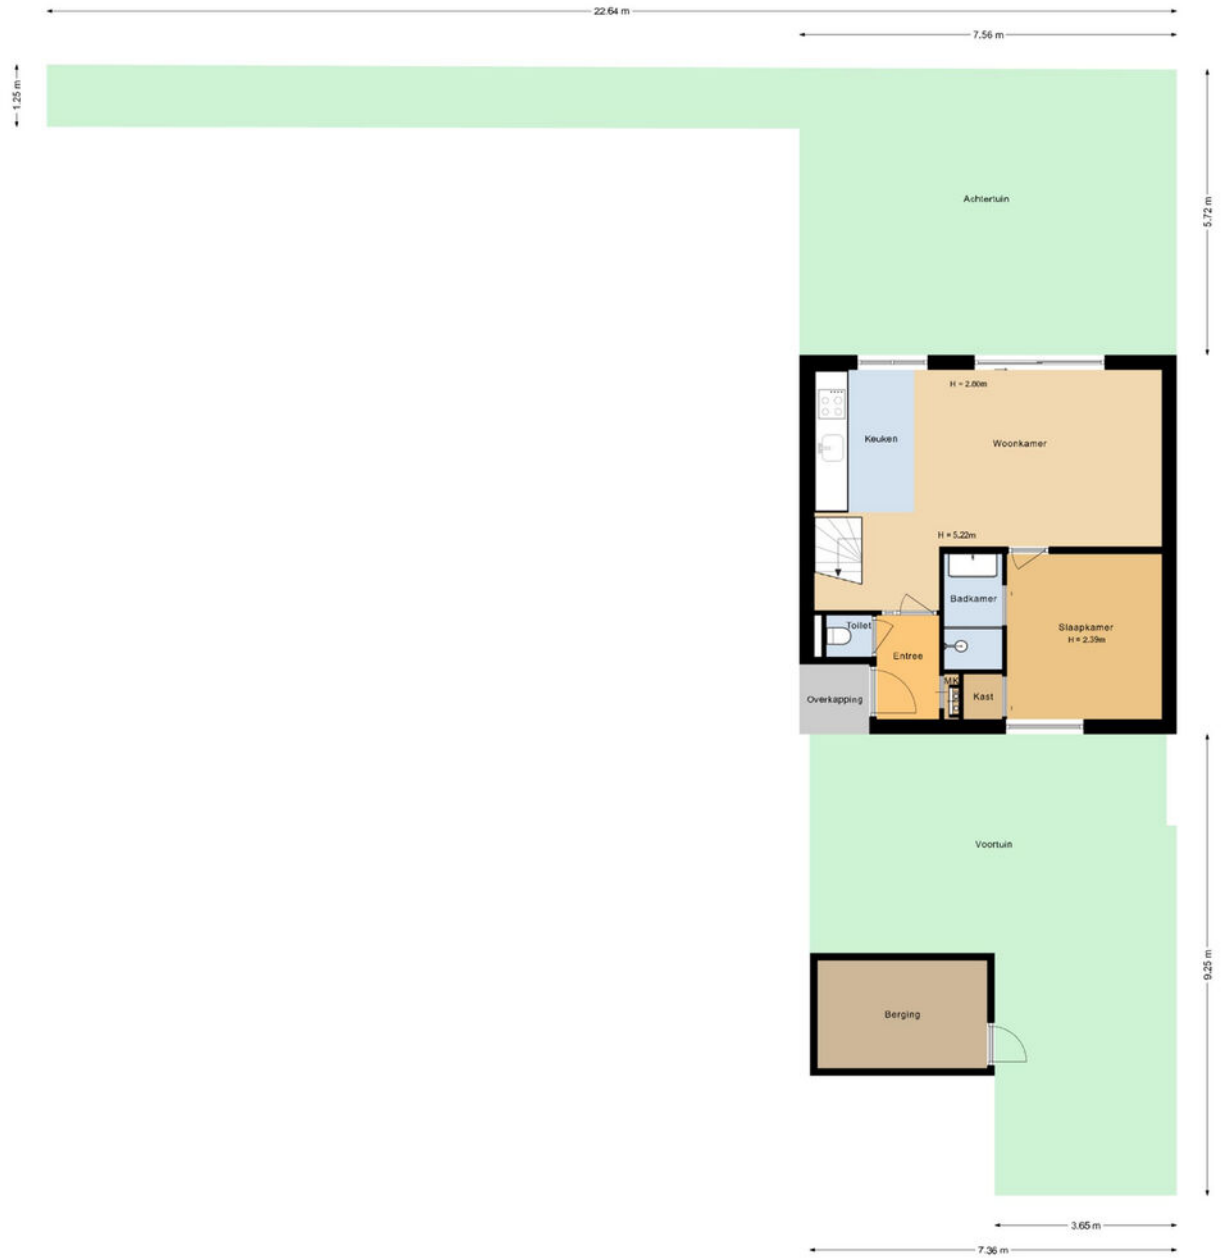 22.64 m
7.56 m
1.25 m
5.72 m
Achtertuin
H = 2.60m
Keuken
Woonkamer
H = 5.22m
Badkamer
Toilet
Slaapkamer
H = 2.39m
Entree
MK
Kast
Overkapping
Voortuin
9.25 m
Berging
3.65 m
7.36 m